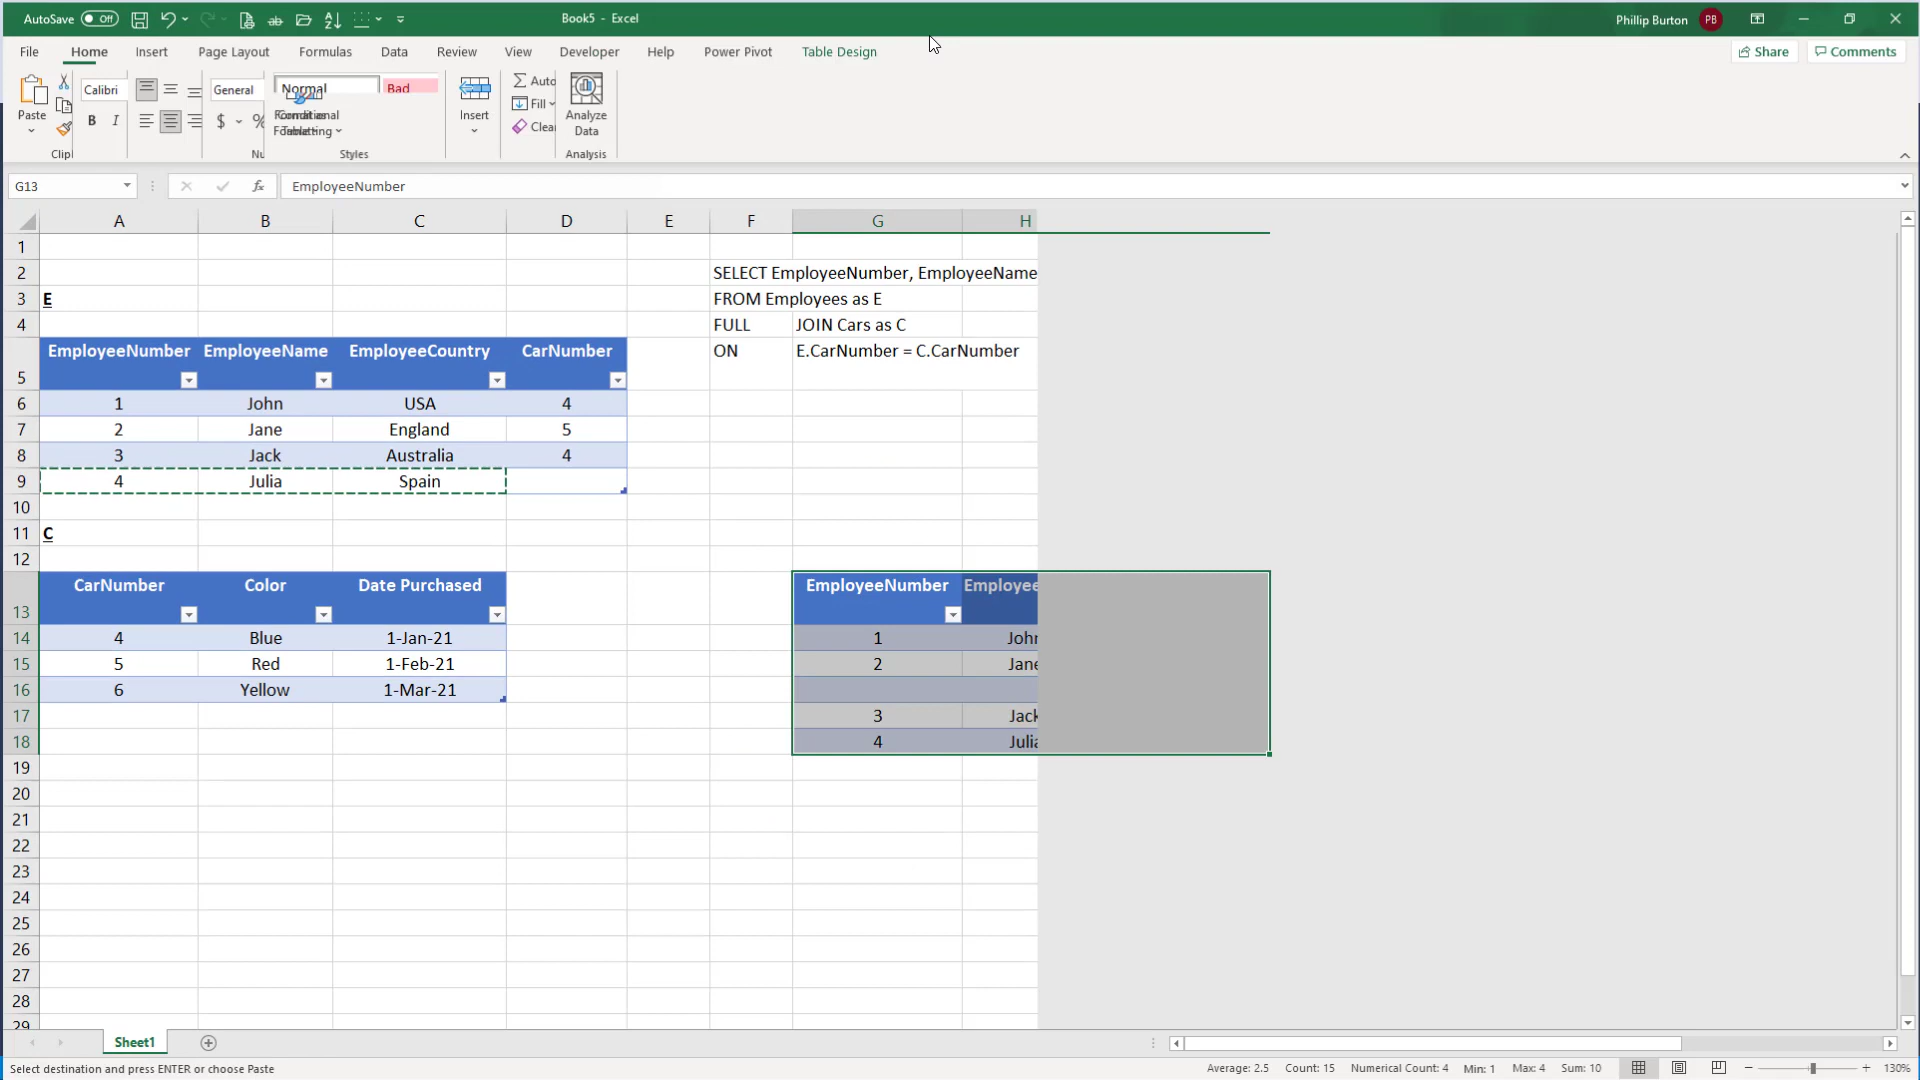 AutoSave Off Book5 - Excel Phillip Burton PB
File Home Insert Page Layout Formulas Data Review View Developer Help Power Pivot Table Design Share Comments
Calibri General Normal Bad Auto
Paste Insert Fill Analyze Data
B I $ % Clea
Clip Nu Styles Analysis
G13 fx EmployeeNumber
A B C D E F G H
1
2 SELECT EmployeeNumber, EmployeeName
3 E FROM Employees as E
4 FULL JOIN Cars as C
5 EmployeeNumber EmployeeName EmployeeCountry CarNumber ON E.CarNumber = C.CarNumber
6 1 John USA 4
7 2 Jane England 5
8 3 Jack Australia 4
9 4 Julia Spain
10
11 C
12
13 CarNumber Color Date Purchased EmployeeNumber Employee
14 4 Blue 1-Jan-21 1 John
15 5 Red 1-Feb-21 2 Jane
16 6 Yellow 1-Mar-21
17 3 Jack
18 4 Julia
19
20
21
22
23
24
25
26
27
28
29
Sheet1
Select destination and press ENTER or choose Paste Average: 2.5 Count: 15 Numerical Count: 4 Min: 1 Max: 4 Sum: 10 130%